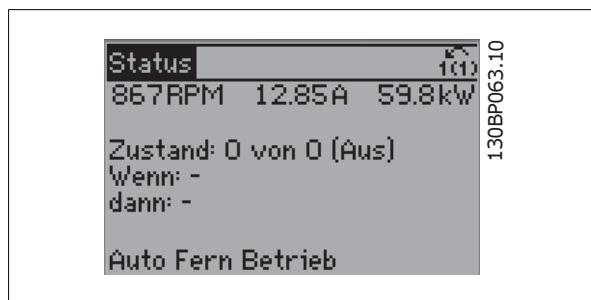 Status 1(1)
867RPM 12.85A 59.8kW
Zustand: 0 von 0 (Aus)
Wenn: -
dann: -
Auto Fern Betrieb
130BP063.10